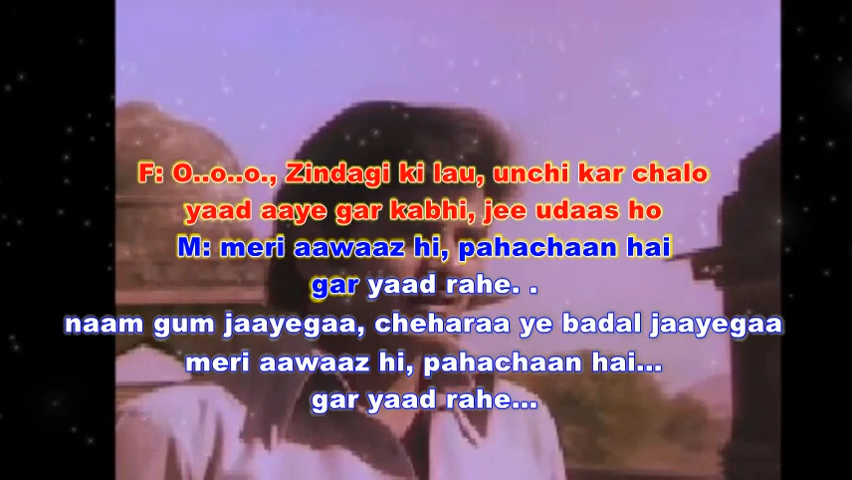 F: O..o..o., Zindagi ki lau, unchi kar chalo
yaad aaye gar kabhi, jee udaas ho
M: meri aawaaz hi, pahachaan hai
gar yaad rahe. .
naam gum jaayegaa, cheharaa ye badal jaayegaa
meri aawaaz hi, pahachaan hai...
gar yaad rahe...